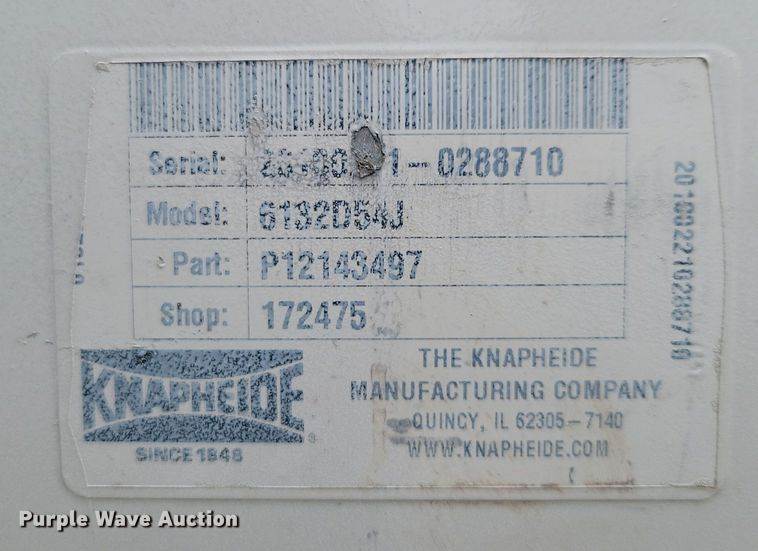 Serial: -0288710
Model: 6132D54J
Part: P12143497
Shop: 172475
KNAPHEIDE
SINCE 1848
THE KNAPHEIDE
MANUFACTURING COMPANY
QUINCY, IL 62305-7140
WWW.KNAPHEIDE.COM
Purple Wave Auction